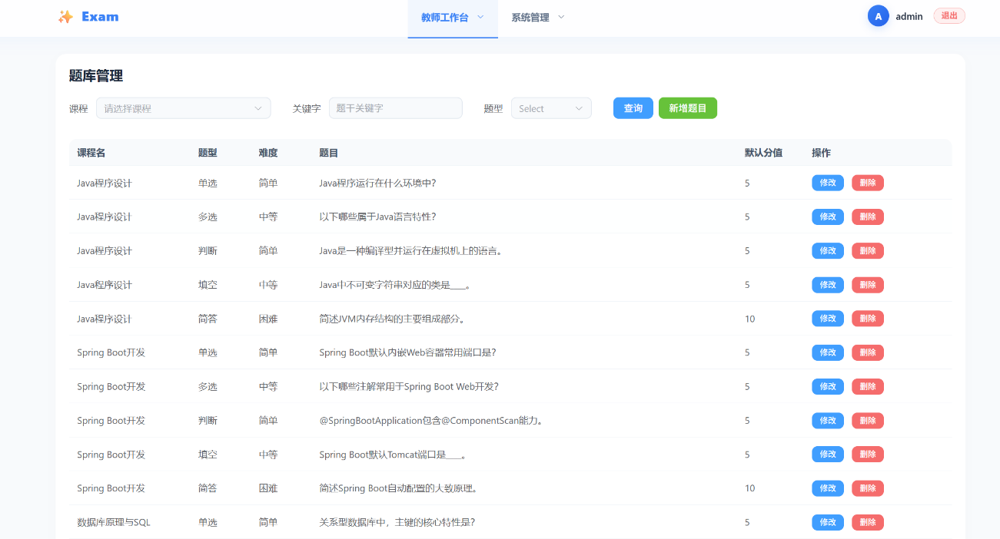 Exam 教师工作台 系统管理 A admin 退出
题库管理
课程 请选择课程 关键字 题干关键字 题型 Select 查询 新增题目
课程名 题型 难度 题目 默认分值 操作
Java程序设计 单选 简单 Java程序运行在什么环境中? 5 修改 删除
Java程序设计 多选 中等 以下哪些属于Java语言特性? 5 修改 删除
Java程序设计 判断 简单 Java是一种编译型并运行在虚拟机上的语言。 5 修改 删除
Java程序设计 填空 中等 Java中不可变字符串对应的类是___。 5 修改 删除
Java程序设计 简答 困难 简述JVM内存结构的主要组成部分。 10 修改 删除
Spring Boot开发 单选 简单 Spring Boot默认内嵌Web容器常用端口是? 5 修改 删除
Spring Boot开发 多选 中等 以下哪些注解常用于Spring Boot Web开发? 5 修改 删除
Spring Boot开发 判断 简单 @SpringBootApplication包含@ComponentScan能力。 5 修改 删除
Spring Boot开发 填空 中等 Spring Boot默认Tomcat端口是___。 5 修改 删除
Spring Boot开发 简答 困难 简述Spring Boot自动配置的大致原理。 10 修改 删除
数据库原理与SQL 单选 简单 关系型数据库中，主键的核心特性是? 5 修改 删除